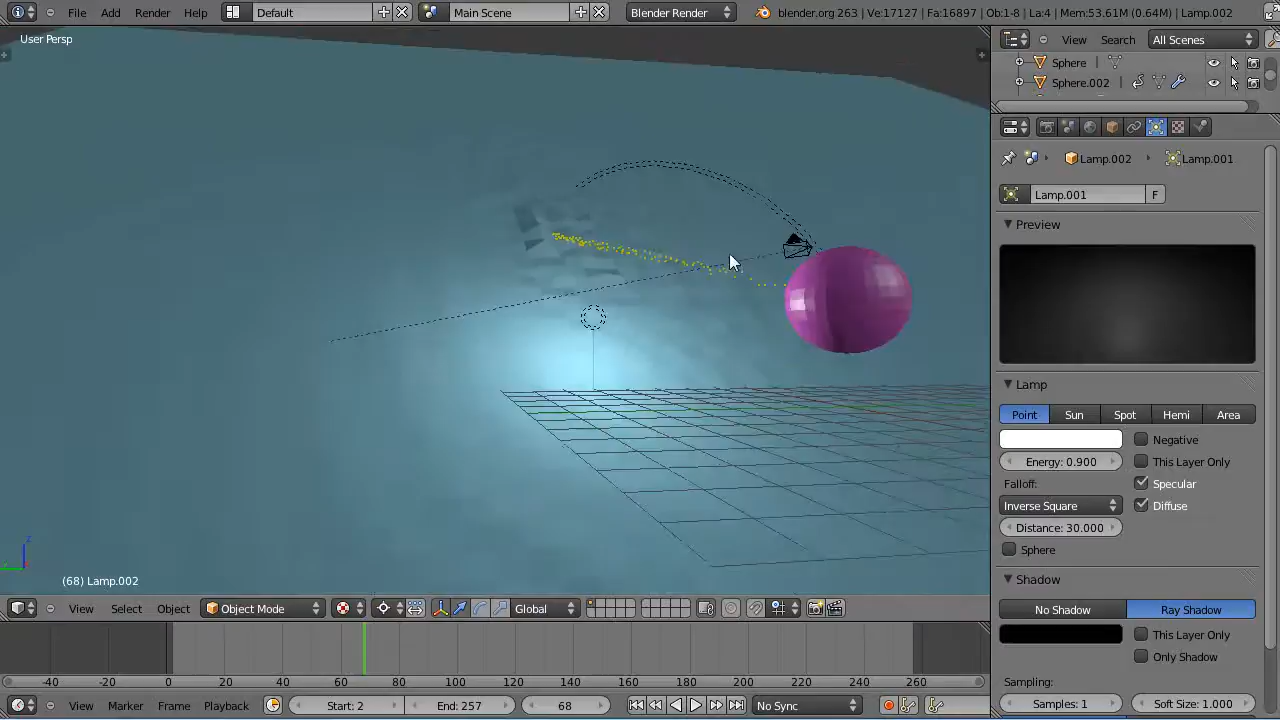 File Add Render Help Default Main Scene Blender Render blender.org 263 | Ve:17127 | Fa:16897 | Ob:1-8 | La:4 | Mem:53.61M (0.64M) | Lamp.002
User Persp
View Search All Scenes
Sphere
Sphere.002
Lamp.002 Lamp.001
Lamp.001 F
Preview
Lamp
Point Sun Spot Hemi Area
Negative
Energy: 0.900 This Layer Only
Falloff: Specular
Inverse Square Diffuse
Distance: 30.000
Sphere
Shadow
No Shadow Ray Shadow
This Layer Only
Only Shadow
Sampling:
Samples: 1 Soft Size: 1.000
z
y
(68) Lamp.002
View Select Object Object Mode Global
-40 -20 0 20 40 60 80 100 120 140 160 180 200 220 240 260
View Marker Frame Playback Start: 2 End: 257 68 No Sync